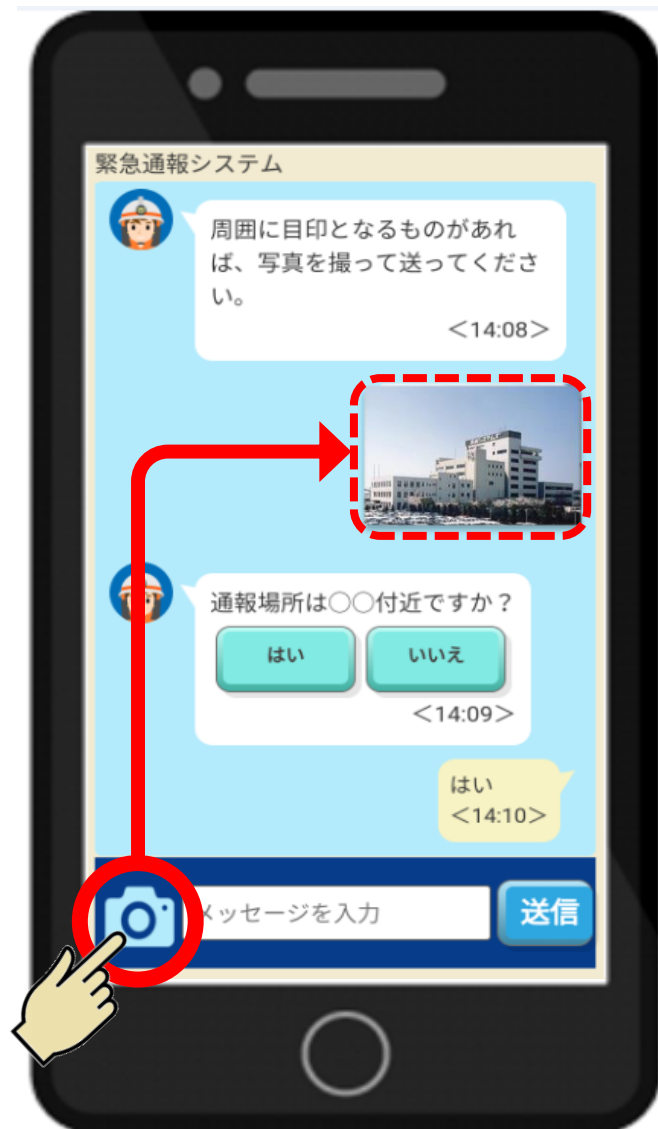 緊急通報システム
周囲に目印となるものがあれ
ば、写真を撮って送ってくださ
い。
＜14:08＞
通報場所は○○付近ですか？
はい
いいえ
＜14:09＞
はい
＜14:10＞
メッセージを入力
送信